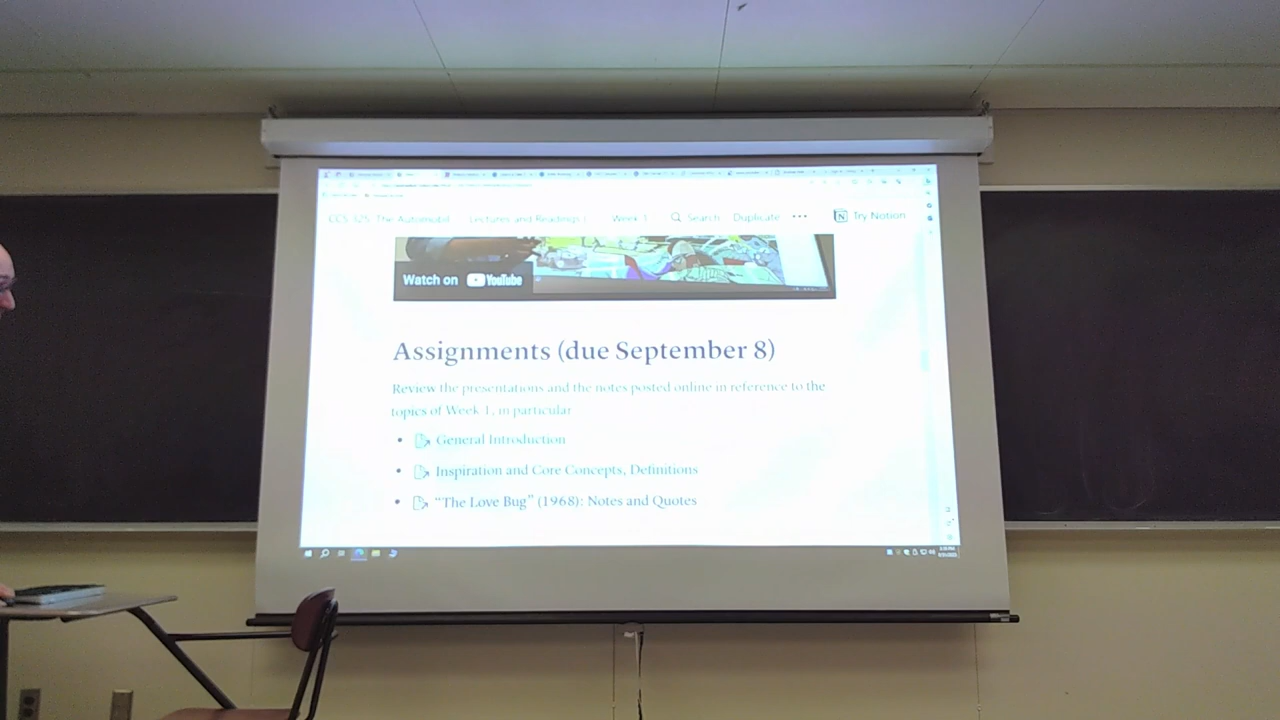 CCS 325: The Automobil... Lectures and Readings Week 1 Search Duplicate ••• Try Notion
Watch on YouTube
Assignments (due September 8)
Review the presentations and the notes posted online in reference to the
topics of Week 1, in particular
• General Introduction
• Inspiration and Core Concepts, Definitions
• “The Love Bug” (1968): Notes and Quotes